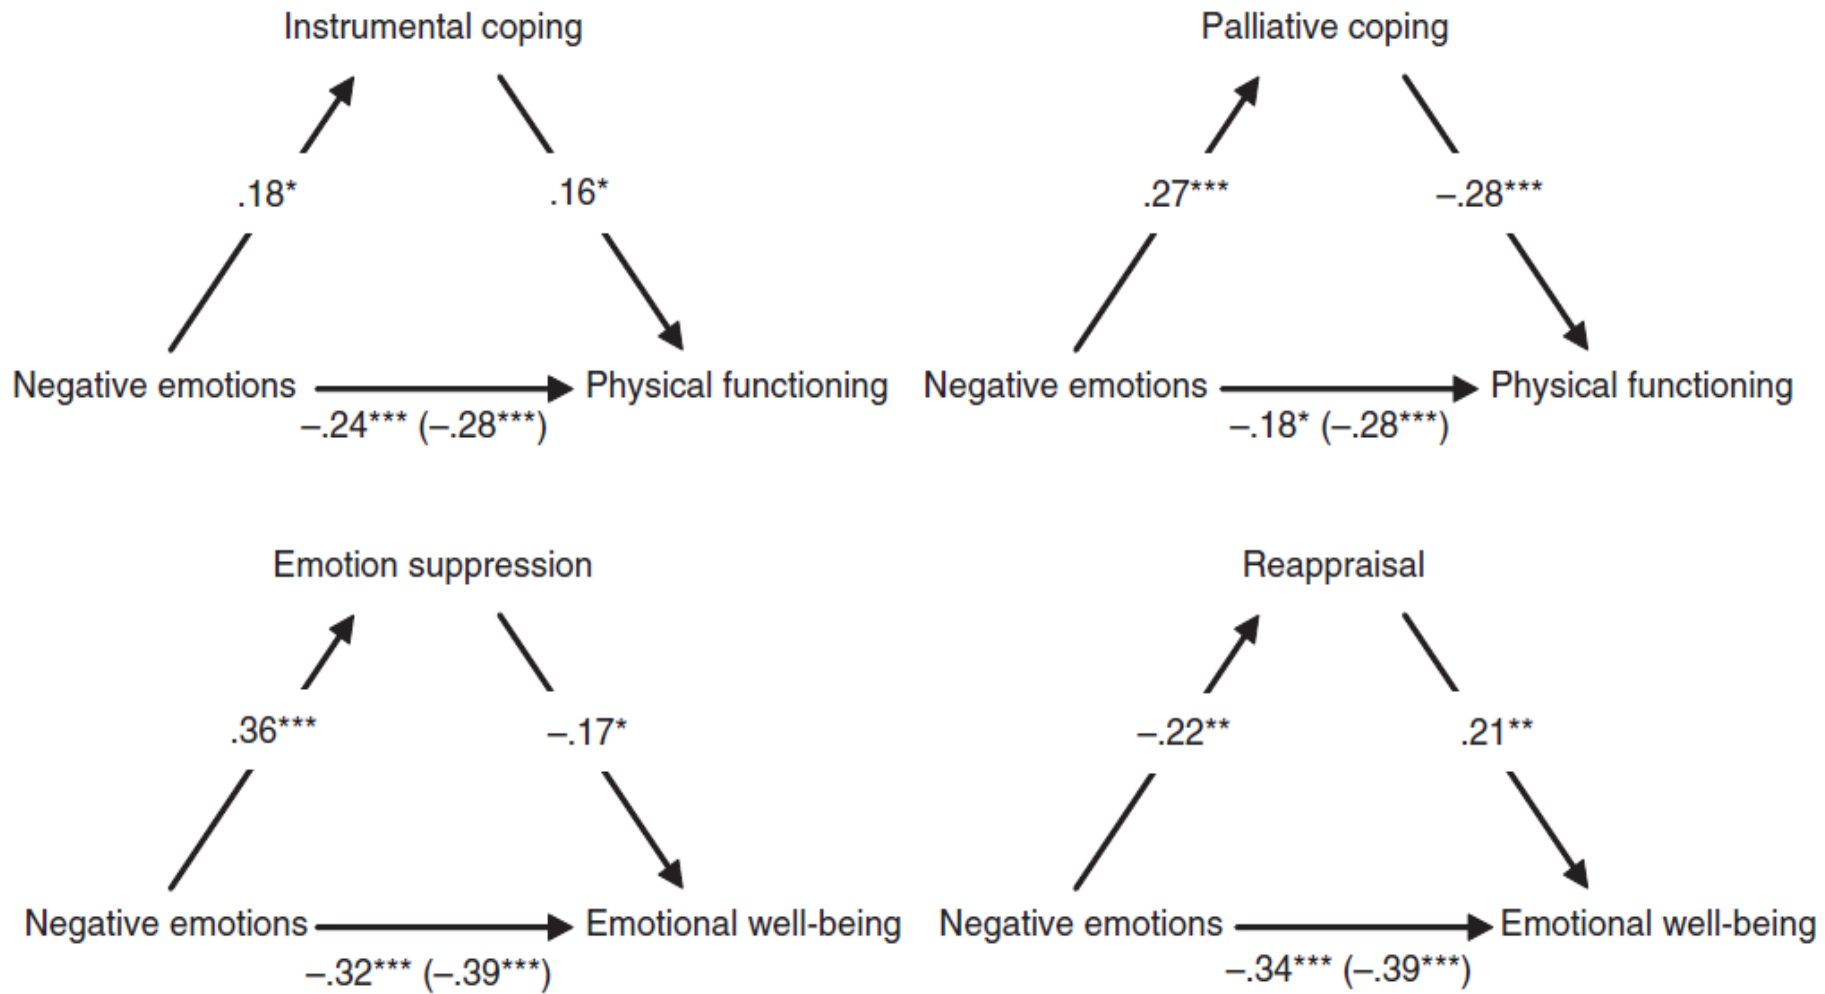 Instrumental coping
.18*
.16*
Negative emotions
Physical functioning
–.24*** (–.28***)
Palliative coping
.27***
–.28***
Negative emotions
Physical functioning
–.18* (–.28***)
Emotion suppression
.36***
–.17*
Negative emotions
Emotional well-being
–.32*** (–.39***)
Reappraisal
–.22**
.21**
Negative emotions
Emotional well-being
–.34*** (–.39***)